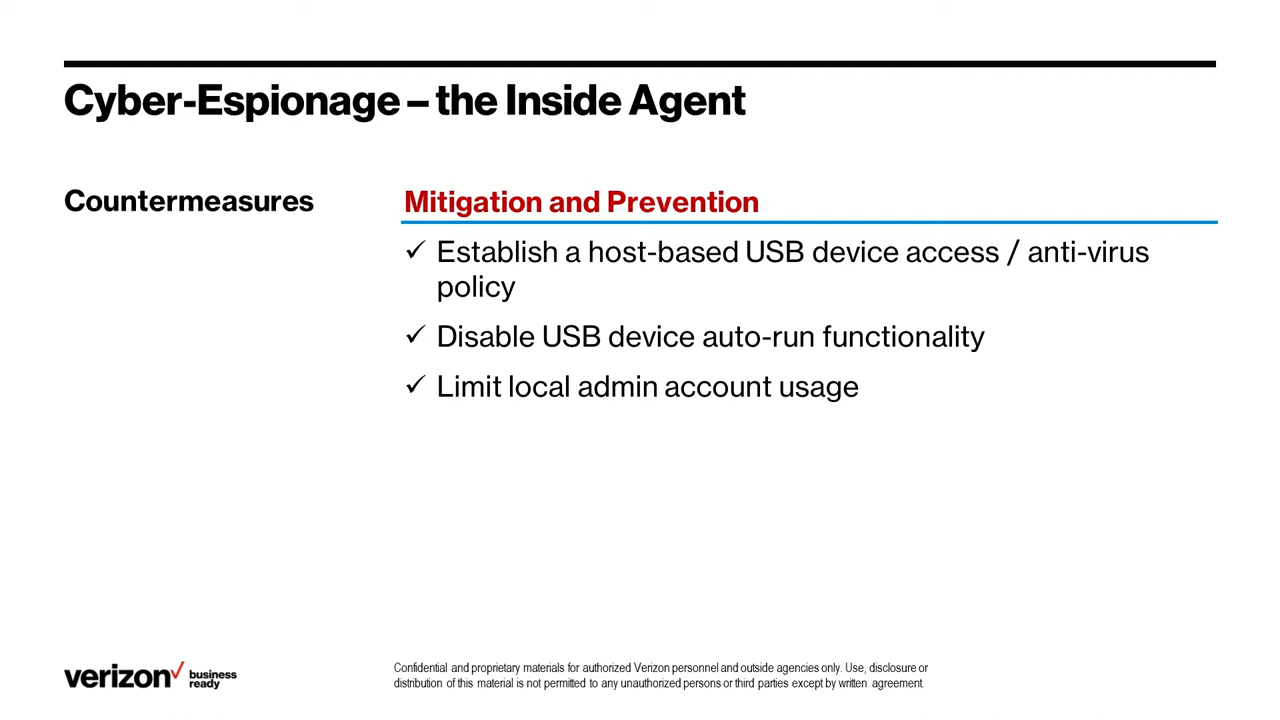 Cyber-Espionage – the Inside Agent
Countermeasures
Mitigation and Prevention
✓ Establish a host-based USB device access / anti-virus
policy
✓ Disable USB device auto-run functionality
✓ Limit local admin account usage
verizon✓ business
ready
Confidential and proprietary materials for authorized Verizon personnel and outside agencies only. Use, disclosure or
distribution of this material is not permitted to any unauthorized persons or third parties except by written agreement.